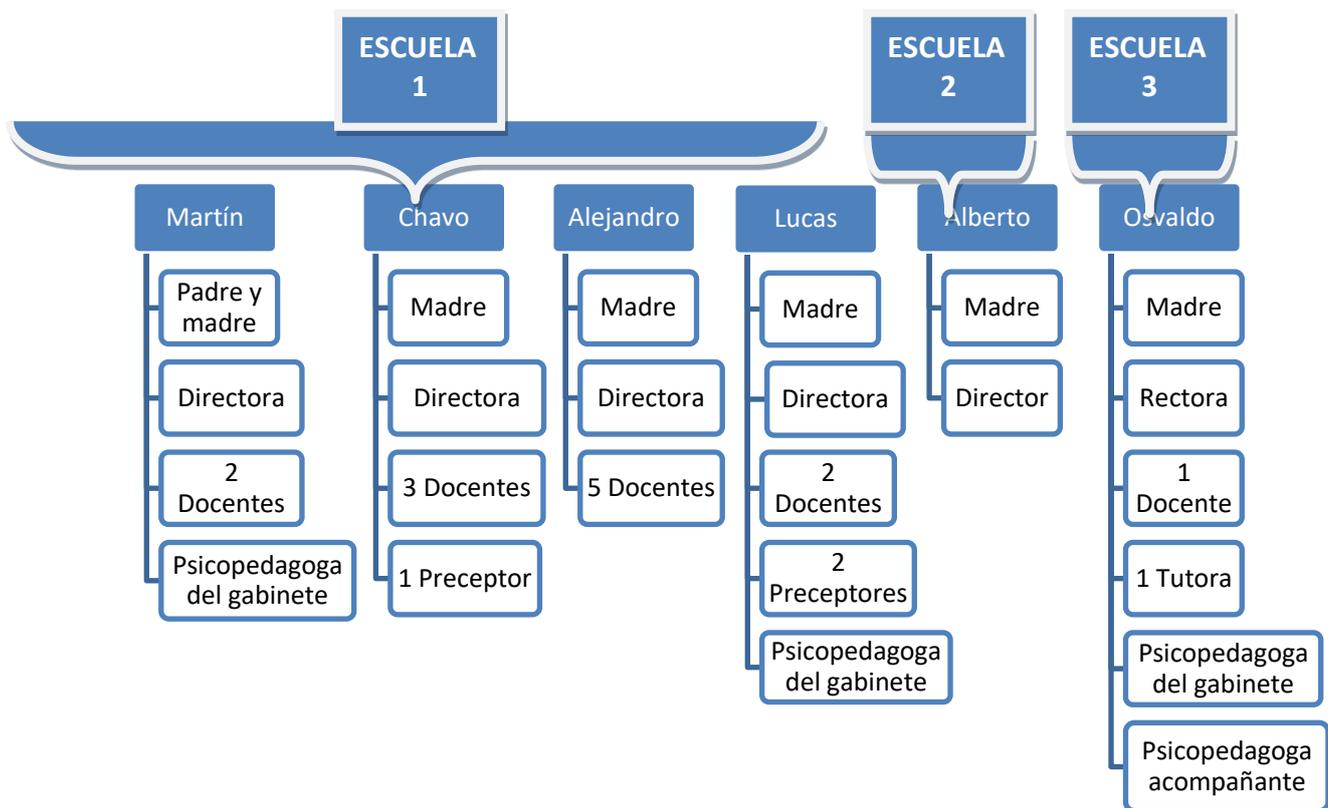 ESCUELA
1
ESCUELA
2
ESCUELA
3
Martín
Padre y
madre
Directora
2
Docentes
Psicopedagoga
del gabinete
Chavo
Madre
Directora
3 Docentes
1 Preceptor
Alejandro
Madre
Directora
5 Docentes
Lucas
Madre
Directora
2
Docentes
2
Preceptores
Psicopedagoga
del gabinete
Alberto
Madre
Director
Osvaldo
Madre
Rectora
1
Docente
1 Tutora
Psicopedagoga
del gabinete
Psicopedagoga
acompañante